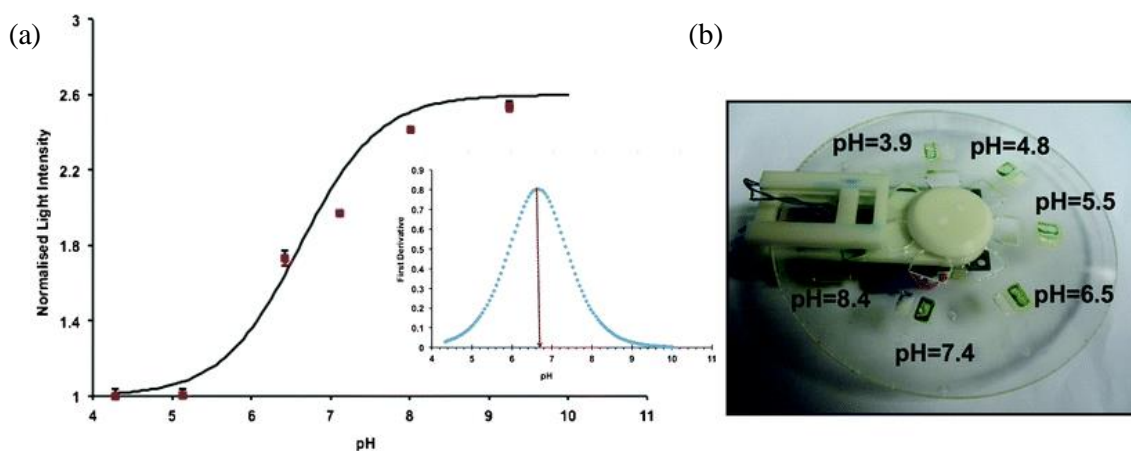 (a)
(b)
3
2.6
2.2
1.8
1.4
1
Normalised Light Intensity
4 5 6 7 8 9 10 11
pH
0.9
0.8
0.7
0.6
0.5
0.4
0.3
0.2
0.1
0
First Derivative
4 5 6 7 8 9 10 11
pH
pH=3.9
pH=4.8
pH=5.5
pH=6.5
pH=7.4
pH=8.4